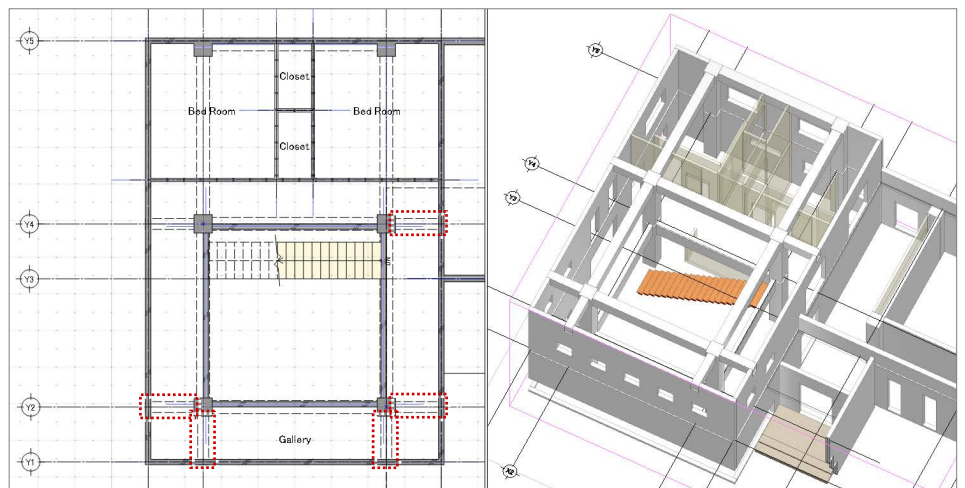 Y5
Closet
Bed Room
Bed Room
Closet
Y4
Y3
Y2
Gallery
Y1
Y5
Y4
Y3
X2